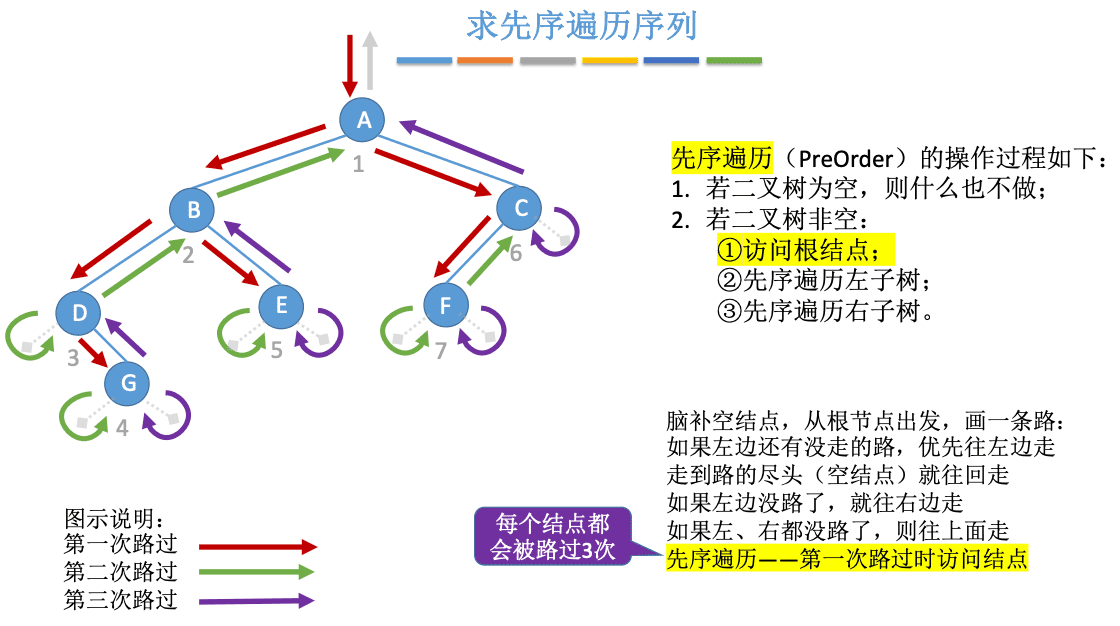 求先序遍历序列
A
1
B
C
2
6
D
E
F
3
5
7
G
4
先序遍历（PreOrder）的操作过程如下：
1. 若二叉树为空，则什么也不做；
2. 若二叉树非空：
①访问根结点；
②先序遍历左子树；
③先序遍历右子树。
脑补空结点，从根节点出发，画一条路：
如果左边还有没走的路，优先往左边走
走到路的尽头（空结点）就往回走
如果左边没路了，就往右边走
如果左、右都没路了，则往上面走
先序遍历——第一次路过时访问结点
每个结点都
会被路过3次
图示说明：
第一次路过
第二次路过
第三次路过